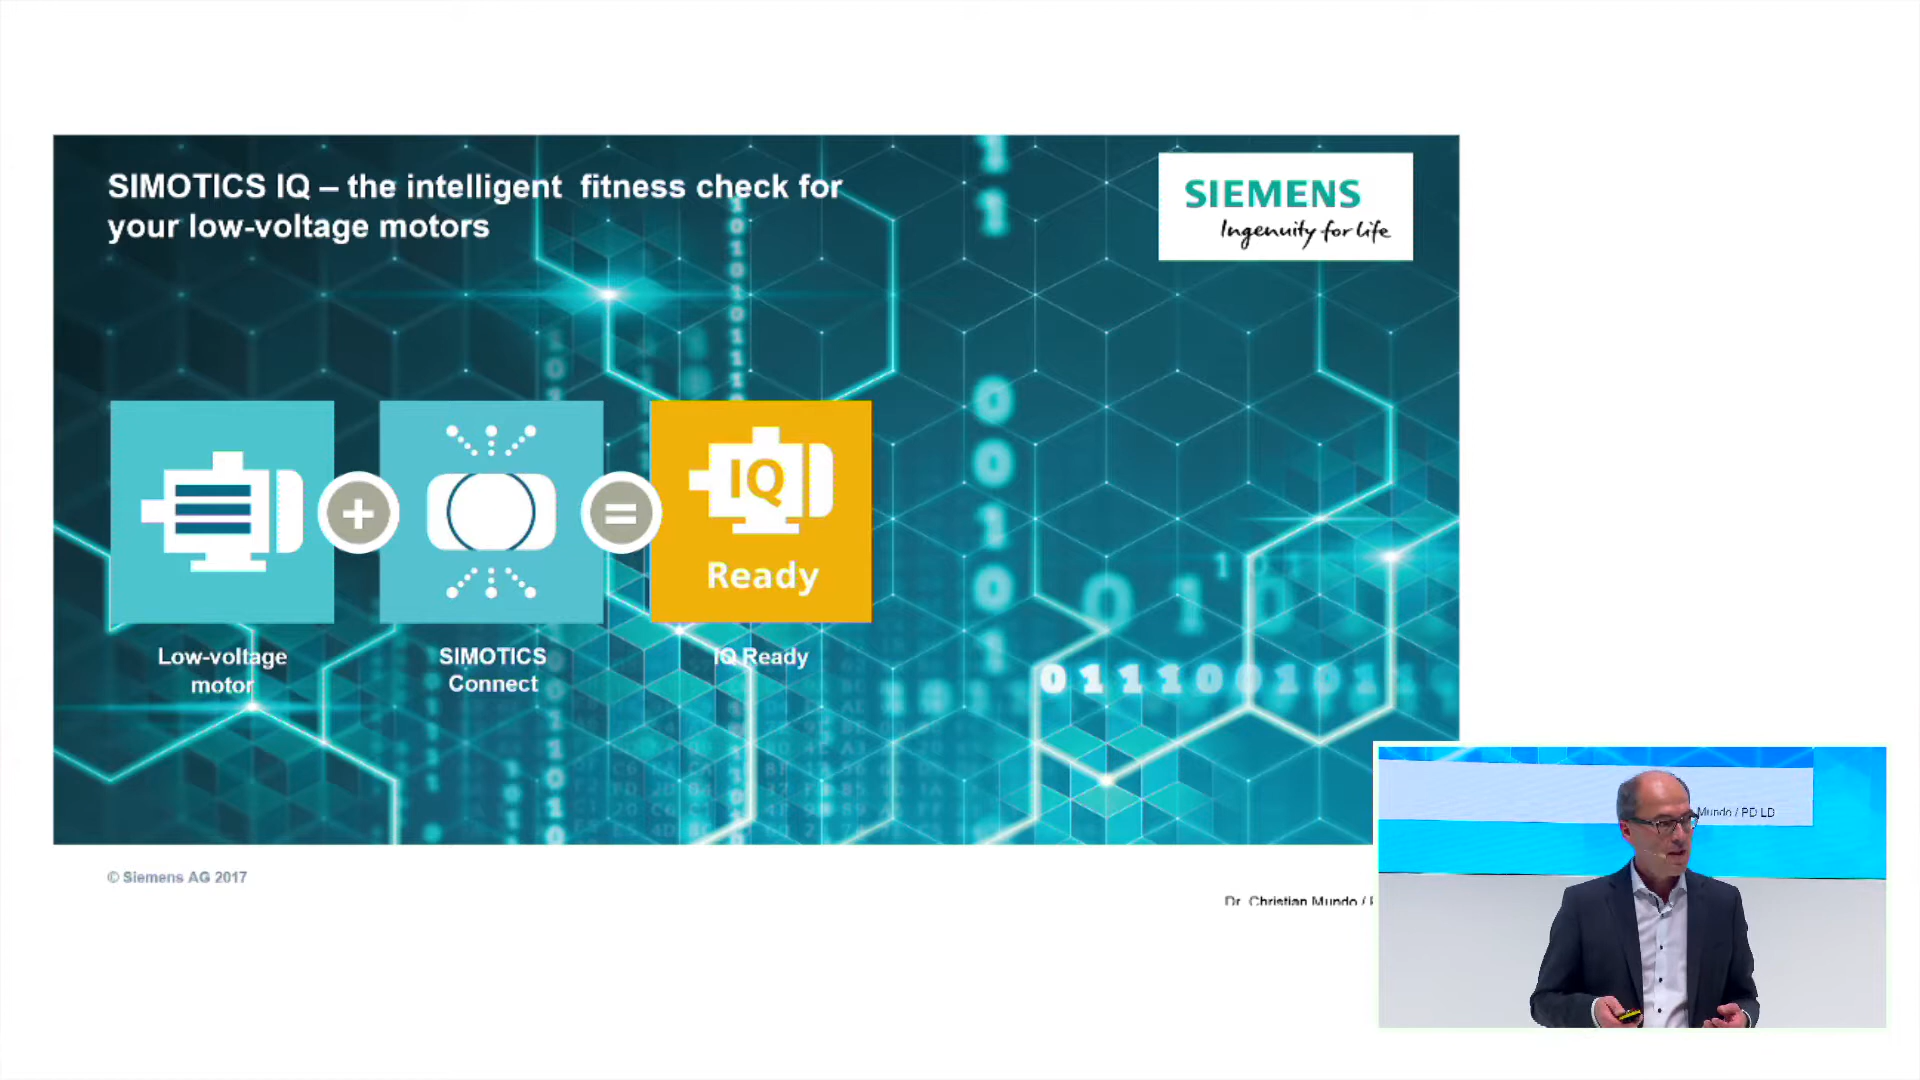 SIMOTICS IQ – the intelligent fitness check for
your low-voltage motors
SIEMENS
Ingenuity for life
IQ
Ready
Low-voltage
motor
SIMOTICS
Connect
IQ Ready
011100101011
© Siemens AG 2017
Dr. Christian Mundo /
Mundo / PD LD